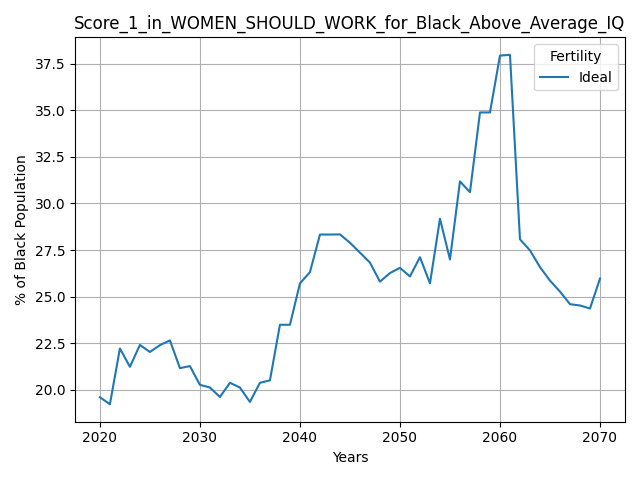 Score_1_in_WOMEN_SHOULD_WORK_for_Black_Above_Average_IQ
Fertility
Ideal
% of Black Population
37.5
35.0
32.5
30.0
27.5
25.0
22.5
20.0
2020 2030 2040 2050 2060 2070
Years